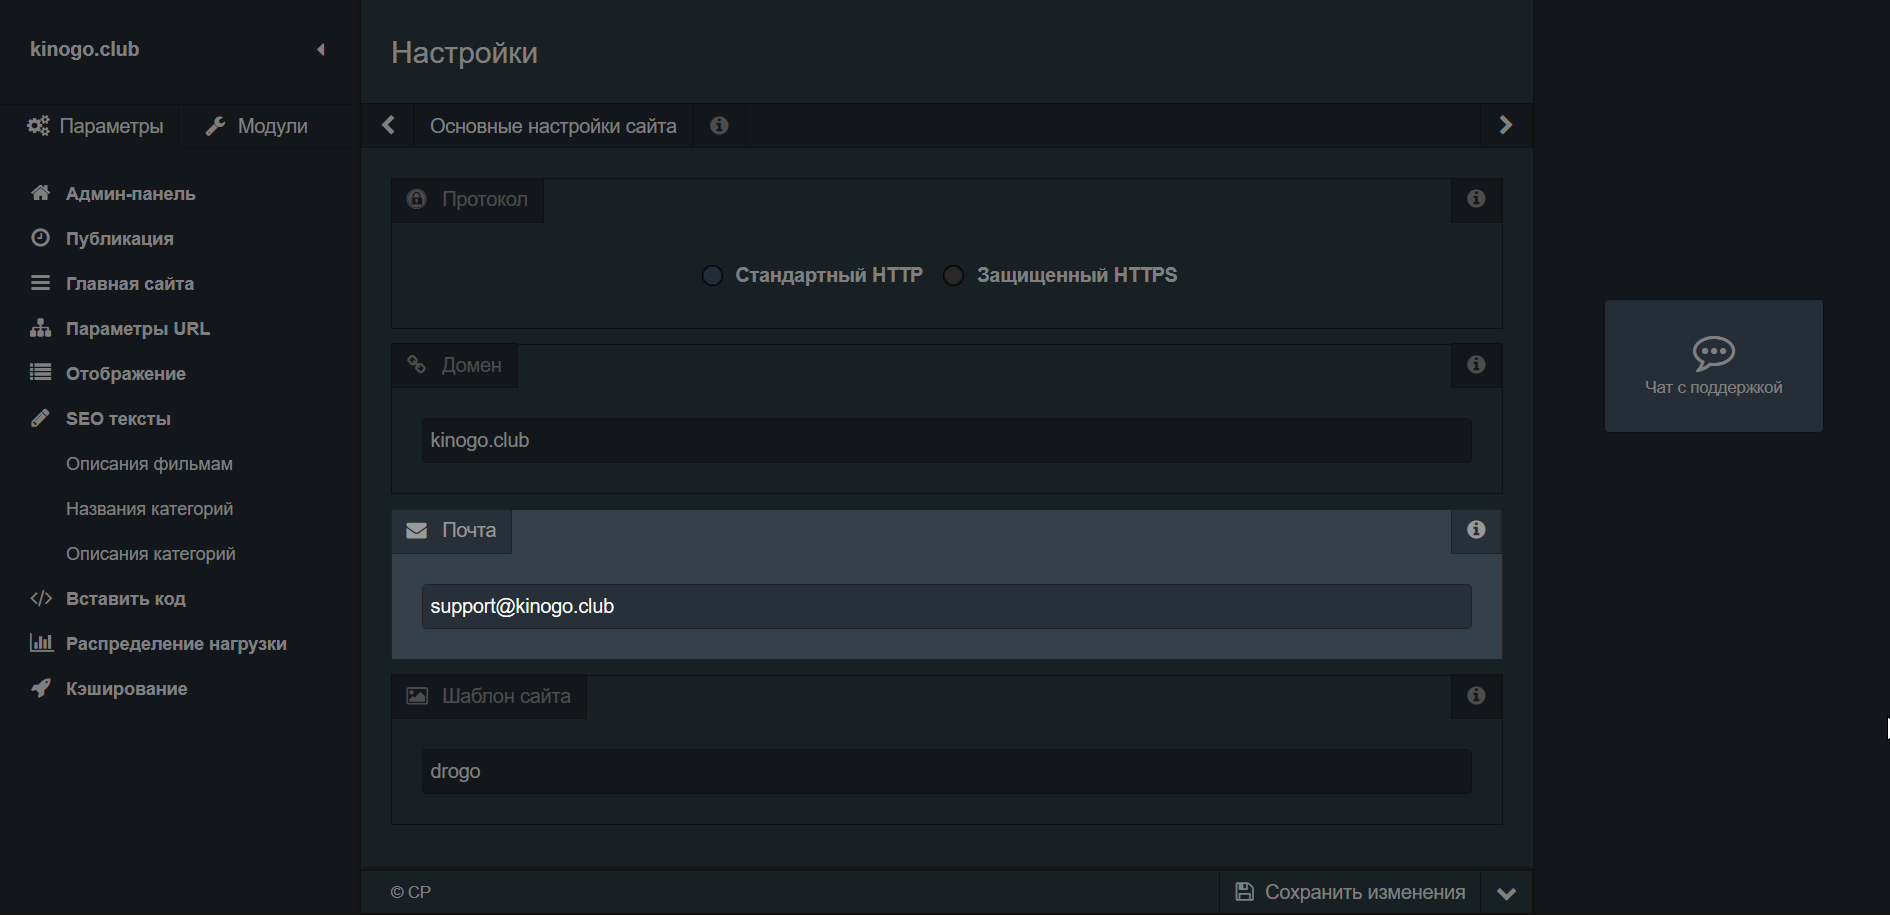 kinogo.club
Параметры
Модули
Админ-панель
Публикация
Главная сайта
Параметры URL
Отображение
SEO тексты
Описания фильмам
Названия категорий
Описания категорий
Вставить код
Распределение нагрузки
Кэширование
Настройки
Основные настройки сайта
Протокол
Стандартный HTTP
Защищенный HTTPS
Домен
kinogo.club
Почта
support@kinogo.club
Шаблон сайта
drogo
© CP
Сохранить изменения
Чат с поддержкой